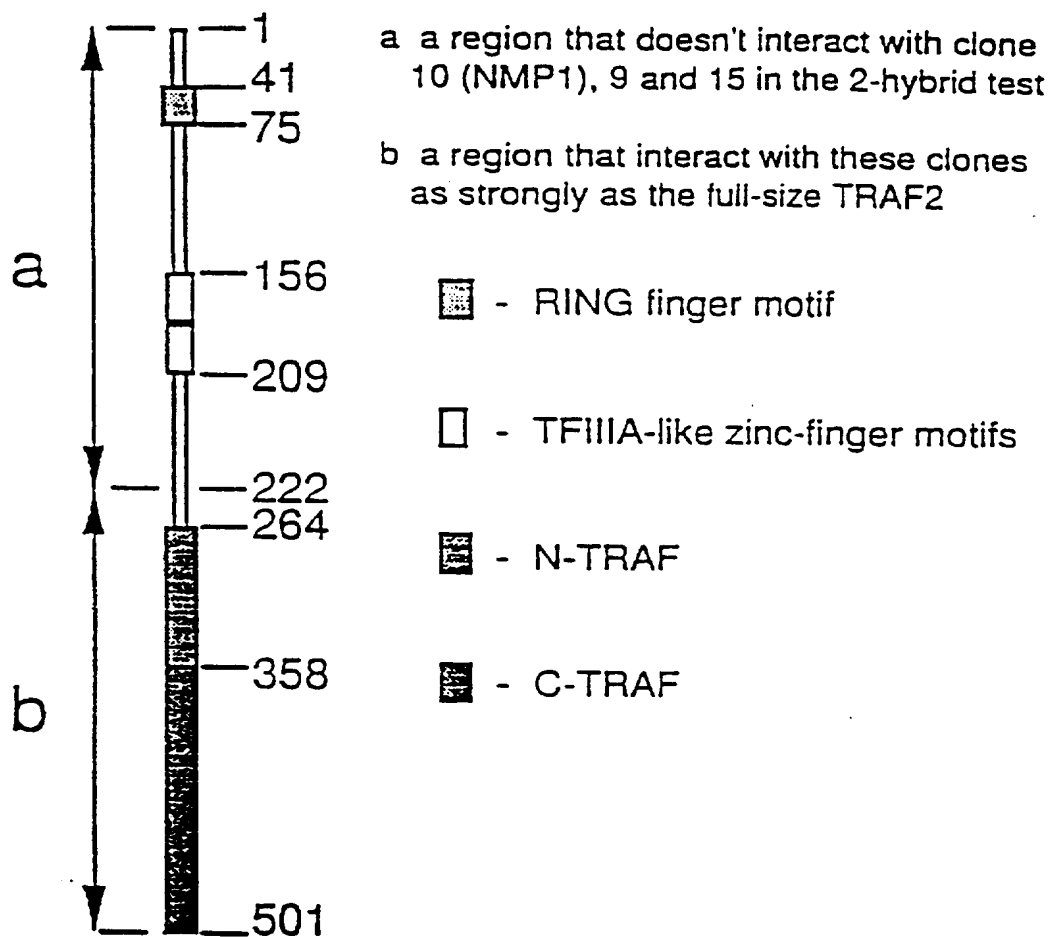 1
41
75
156
209
222
264
358
501
a
b
a a region that doesn't interact with clone
10 (NMP1), 9 and 15 in the 2-hybrid test
b a region that interact with these clones
as strongly as the full-size TRAF2
- RING finger motif
- TFIIIA-like zinc-finger motifs
- N-TRAF
- C-TRAF